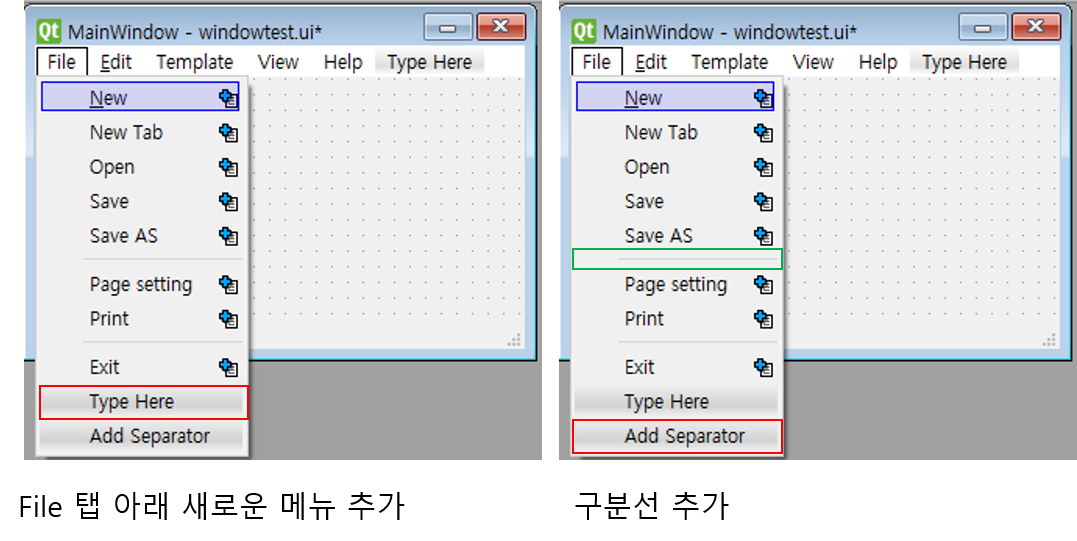 Qt MainWindow - windowtest.ui*
File Edit Template View Help Type Here
New
New Tab
Open
Save
Save AS
Page setting
Print
Exit
Type Here
Add Separator
File 탭 아래 새로운 메뉴 추가
Qt MainWindow - windowtest.ui*
File Edit Template View Help Type Here
New
New Tab
Open
Save
Save AS
Page setting
Print
Exit
Type Here
Add Separator
구분선 추가